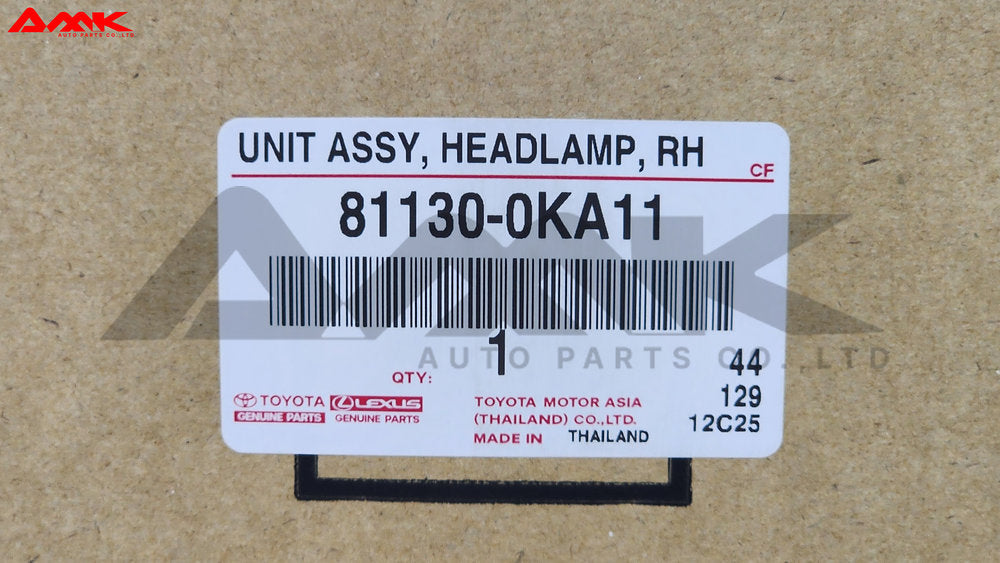 AMK
AUTO PARTS CO.,LTD.
UNIT ASSY, HEADLAMP, RH
CF
81130-0KA11
AMK
AUTO PARTS CO.,LTD
1
QTY:
44
129
12C25
TOYOTA
GENUINE PARTS
LEXUS
GENUINE PARTS
TOYOTA MOTOR ASIA
(THAILAND) CO.,LTD.
MADE IN THAILAND